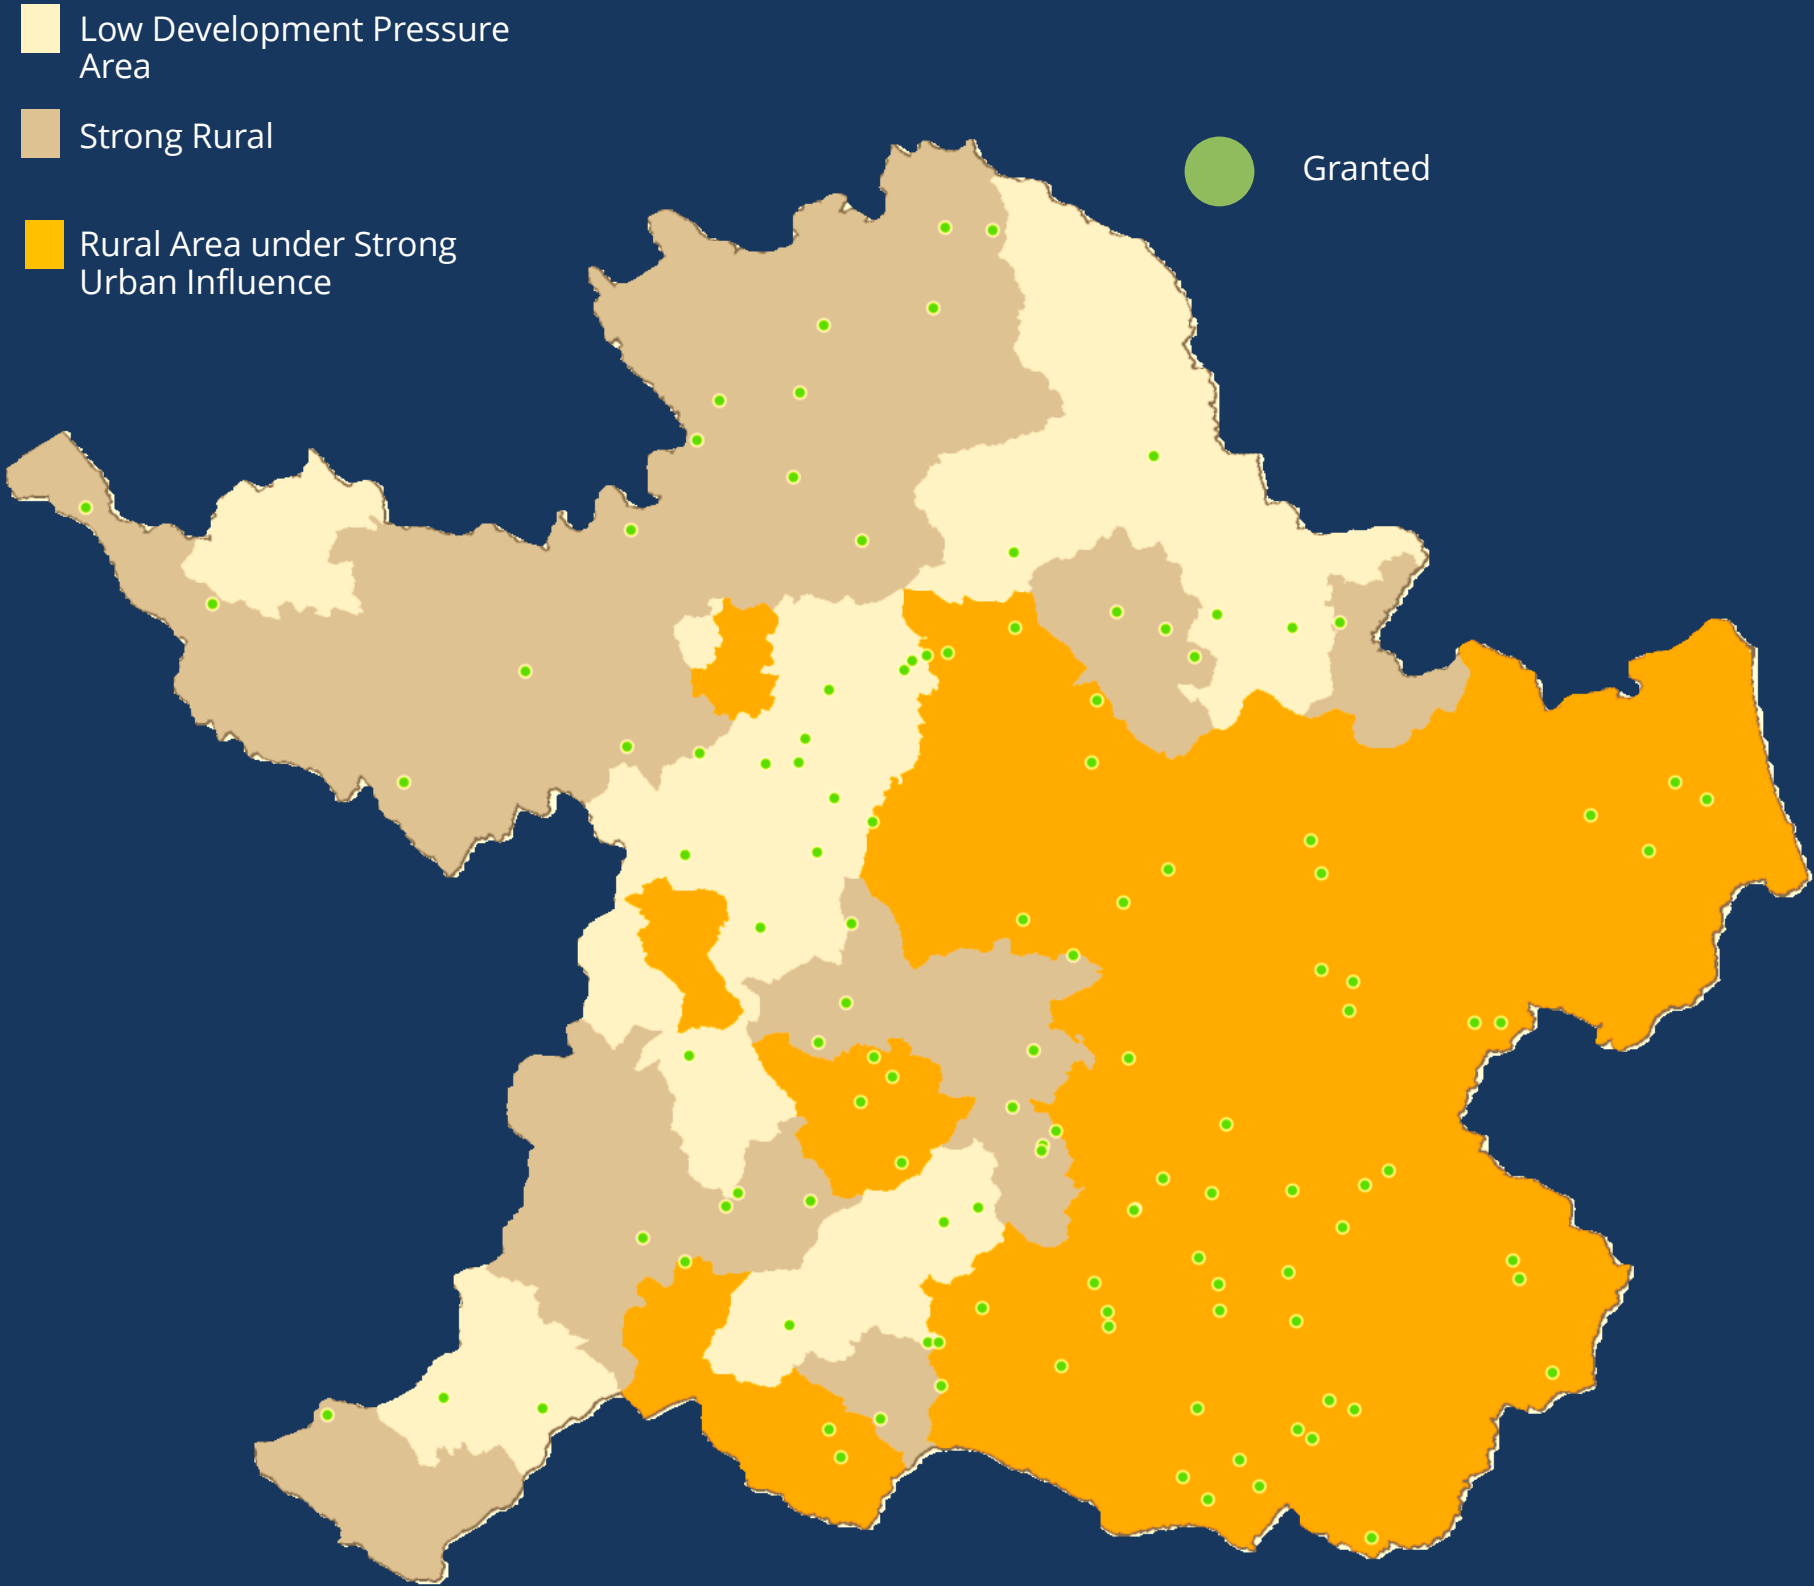 Low Development Pressure
Area
Strong Rural
Rural Area under Strong
Urban Influence
Granted